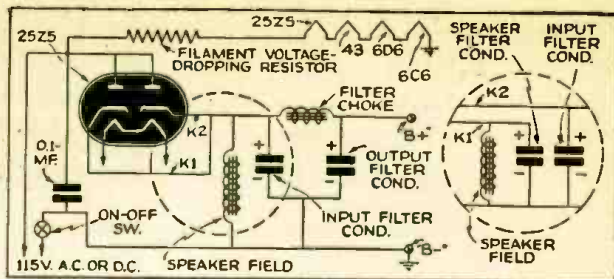 25Z5
FILAMENT VOLTAGE-
DROPPING RESISTOR
25Z5
43
6D6
6C6
SPEAKER
FILTER
COND.
INPUT
FILTER
COND.
FILTER
CHOKE
K2
K1
B+
0.1-
MF.
ON-OFF
SW.
OUTPUT
FILTER
COND.
INPUT FILTER
COND.
B-
115V. A.C. OR D.C.
SPEAKER FIELD
K2
K1
SPEAKER
FIELD
+
-
+
-
+
-
+
-